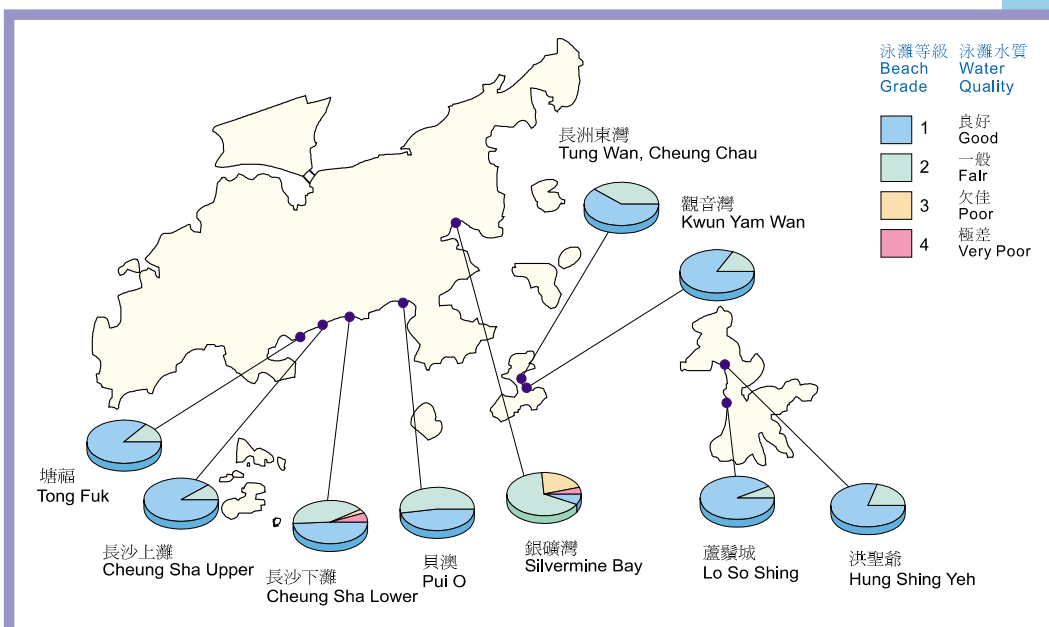 泳灘等級 泳灘水質
Beach Water
Grade Quality
1 良好
Good
2 一般
Fair
3 欠佳
Poor
4 極差
Very Poor
長洲東灣
Tung Wan, Cheung Chau
觀音灣
Kwun Yam Wan
塘福
Tong Fuk
長沙上灘
Cheung Sha Upper
長沙下灘
Cheung Sha Lower
貝澳
Pui O
銀礦灣
Silvermine Bay
蘆鬚城
Lo So Shing
洪聖爺
Hung Shing Yeh